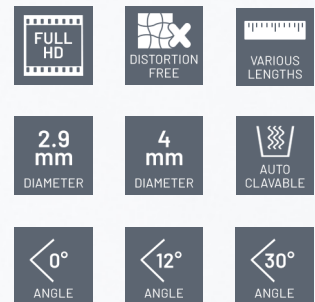 FULL
HD
DISTORTION
FREE
VARIOUS
LENGTHS
2.9
mm
DIAMETER
4
mm
DIAMETER
AUTO
CLAVABLE
0°
ANGLE
12°
ANGLE
30°
ANGLE